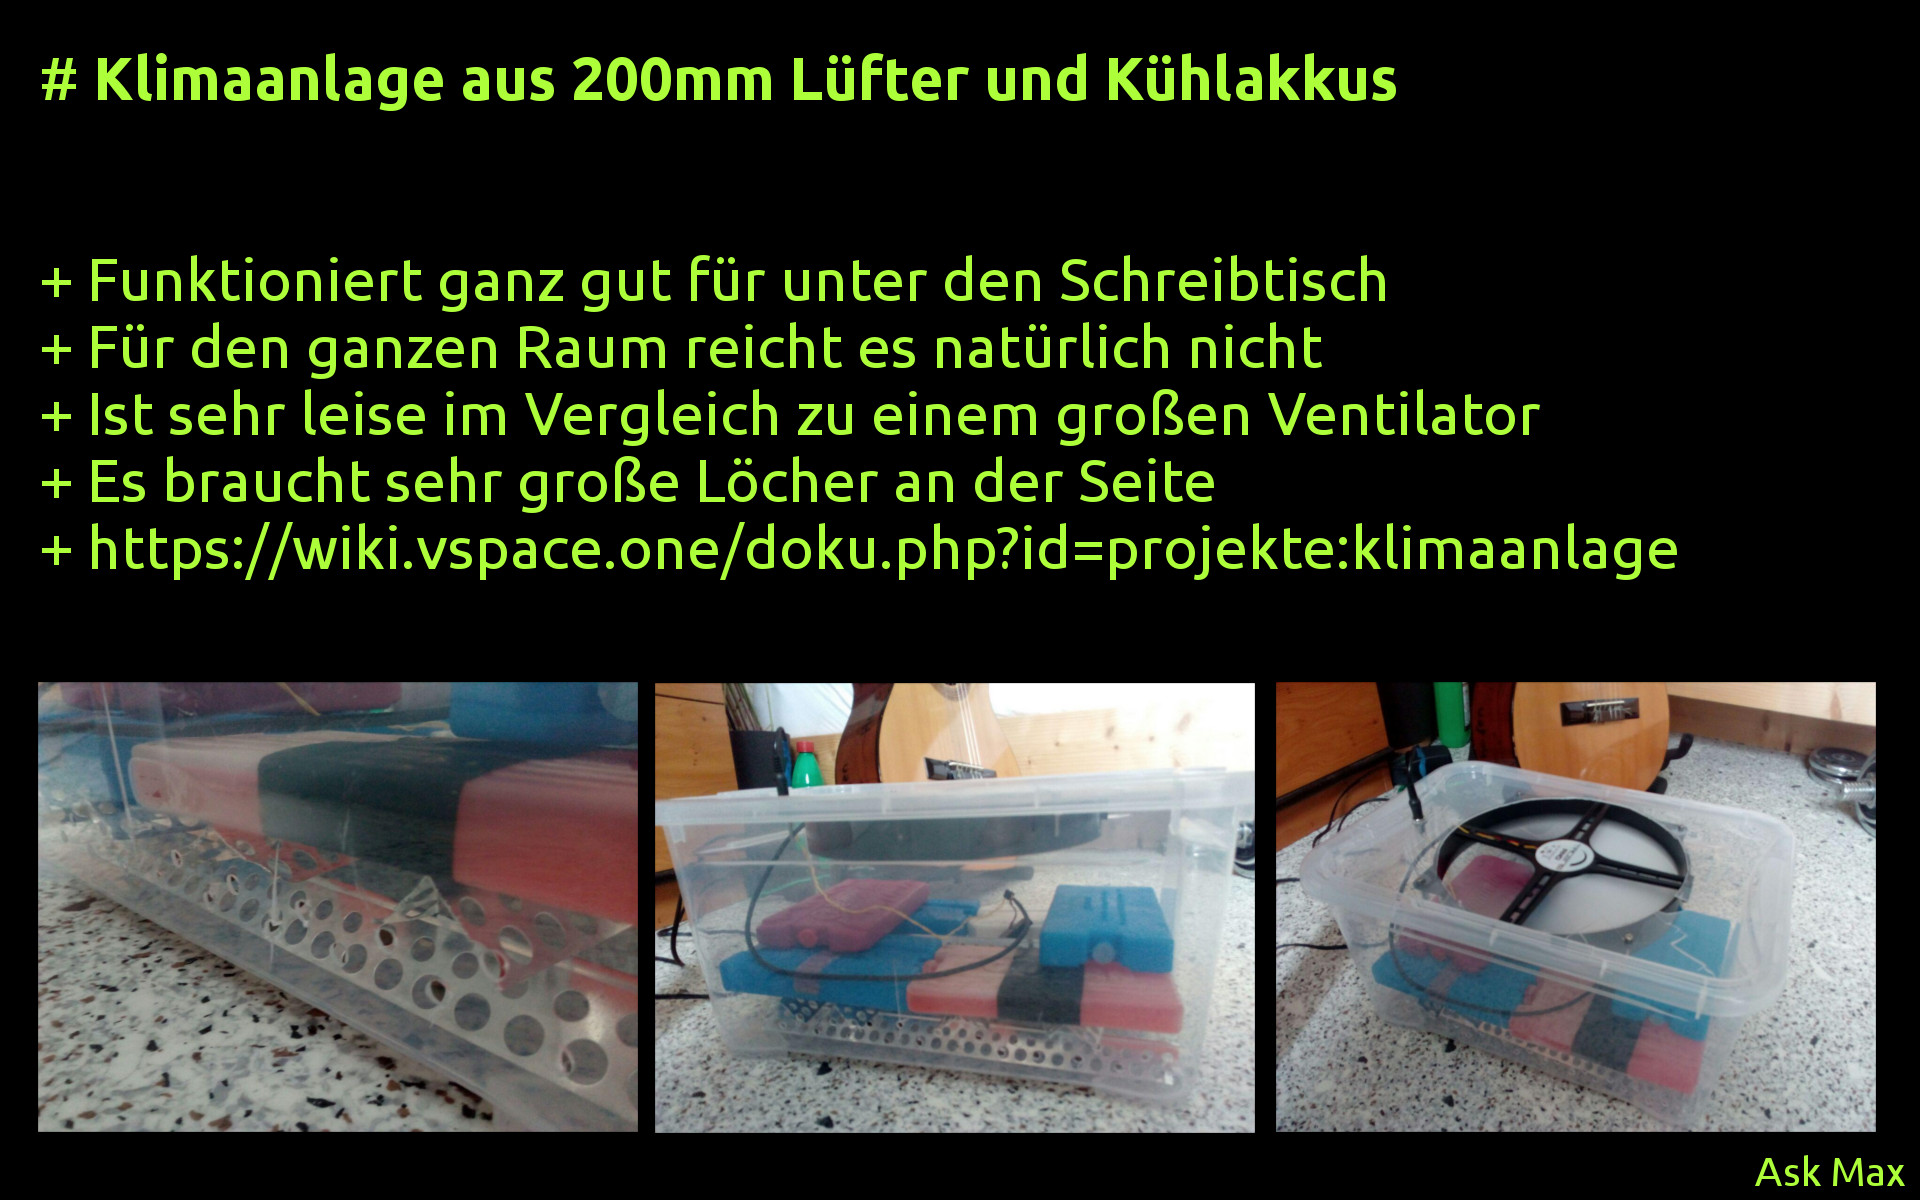 # Klimaanlage aus 200mm Lüfter und Kühlakkus
+ Funktioniert ganz gut für unter den Schreibtisch
+ Für den ganzen Raum reicht es natürlich nicht
+ Ist sehr leise im Vergleich zu einem großen Ventilator
+ Es braucht sehr große Löcher an der Seite
+ https://wiki.vspace.one/doku.php?id=projekte:klimaanlage
Ask Max